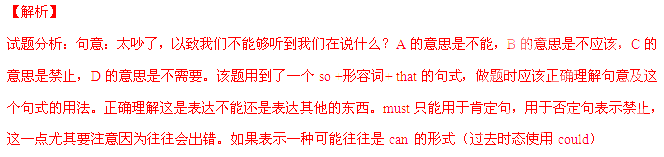 【解析】
试题分析：句意：太吵了，以致我们不能够听到我们在说什么？A 的意思是不能，B 的意思是不应该，C 的
意思是禁止，D 的意思是不需要。该题用到了一个 so +形容词+ that 的句式，做题时应该正确理解句意及这
个句式的用法。正确理解这是表达不能还是表达其他的东西。must 只能用于肯定句，用于否定句表示禁止，
这一点尤其要注意因为往往会出错。如果表示一种可能往往是 can 的形式（过去时态使用 could）